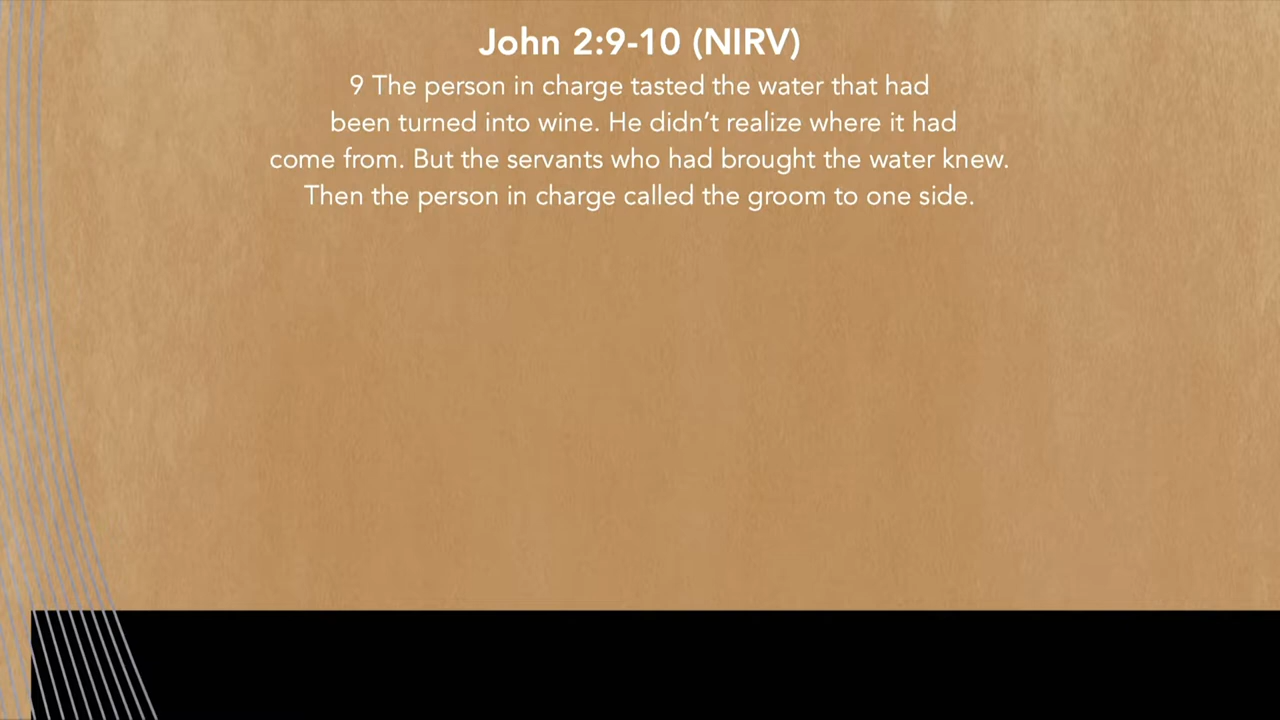 John 2:9-10 (NIRV)
9 The person in charge tasted the water that had
been turned into wine. He didn’t realize where it had
come from. But the servants who had brought the water knew.
Then the person in charge called the groom to one side.